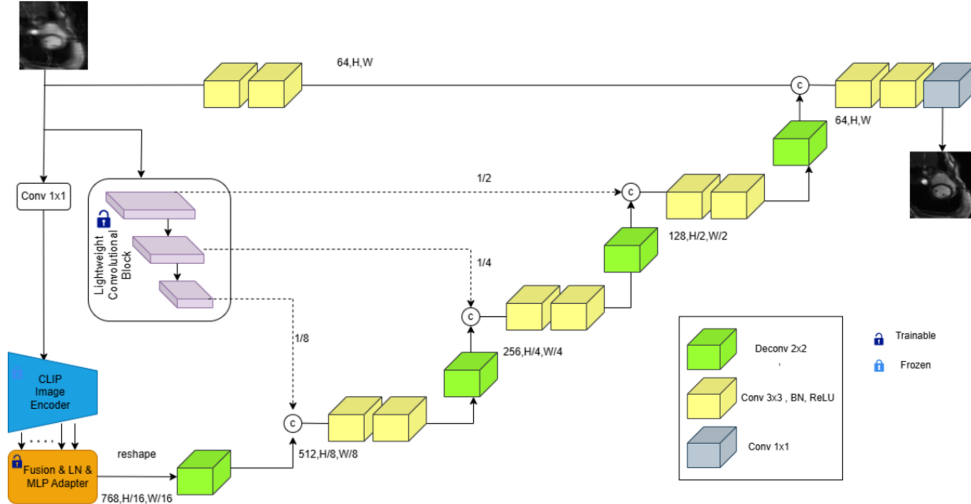 64,H,W
C
64,H,W
Conv 1x1
1/2
C
Lightweight
Convolutional
Block
128,H/2,W/2
1/4
C
1/8
256,H/4,W/4
Deconv 2x2
,
Conv 3x3 , BN, ReLU
Conv 1x1
Trainable
Frozen
CLIP
Image
Encoder
C
512,H/8,W/8
reshape
Fusion & LN &
MLP Adapter
768,H/16,W/16